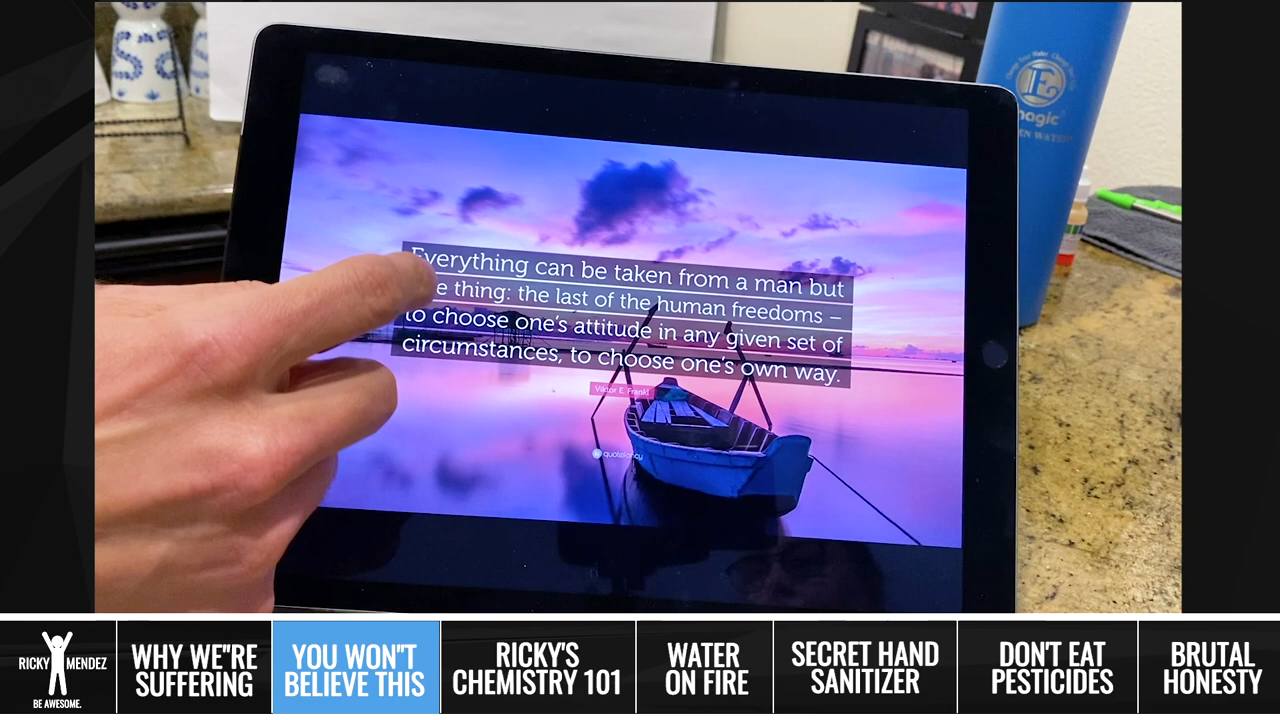 E
magic
EN WATER
Everything can be taken from a man but
e thing: the last of the human freedoms –
to choose one's attitude in any given set of
circumstances, to choose one's own way.
Viktor E. Frankl
quotefancy
RICKY MENDEZ
BE AWESOME.
WHY WE"RE
SUFFERING
YOU WON"T
BELIEVE THIS
RICKY'S
CHEMISTRY 101
WATER
ON FIRE
SECRET HAND
SANITIZER
DON'T EAT
PESTICIDES
BRUTAL
HONESTY